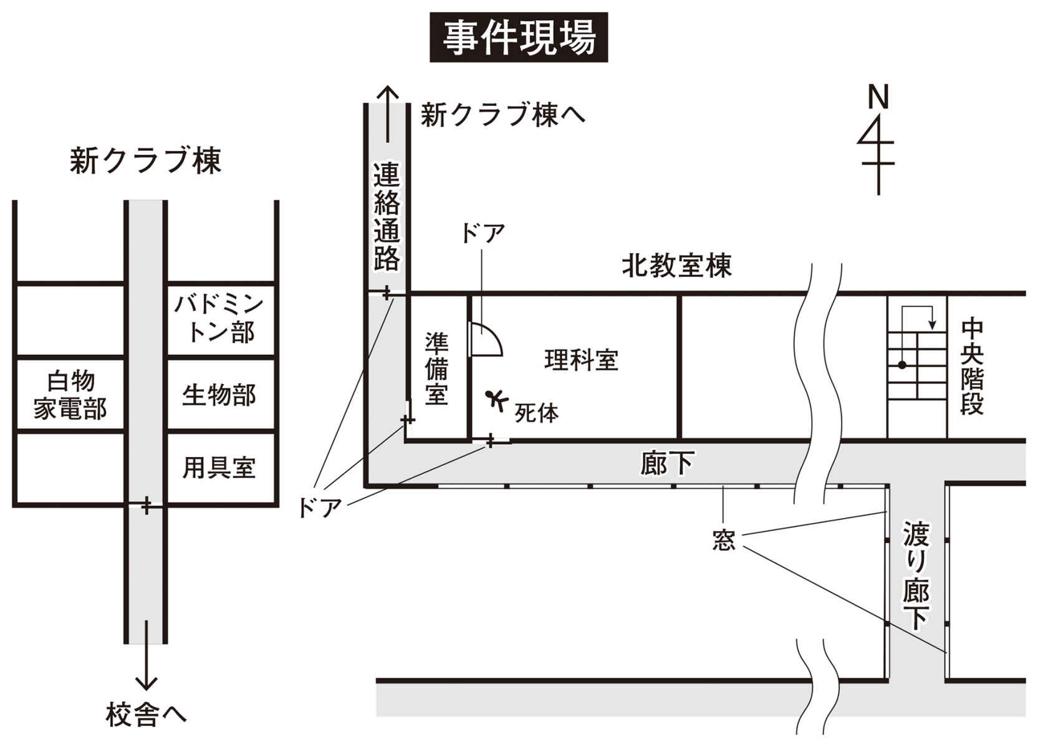 事件現場
新クラブ棟
バドミン
トン部
白物
家電部
生物部
用具室
校舎へ
新クラブ棟へ
N
連絡通路
ドア
北教室棟
準備室
理科室
死体
中央階段
ドア
廊下
窓
渡り廊下